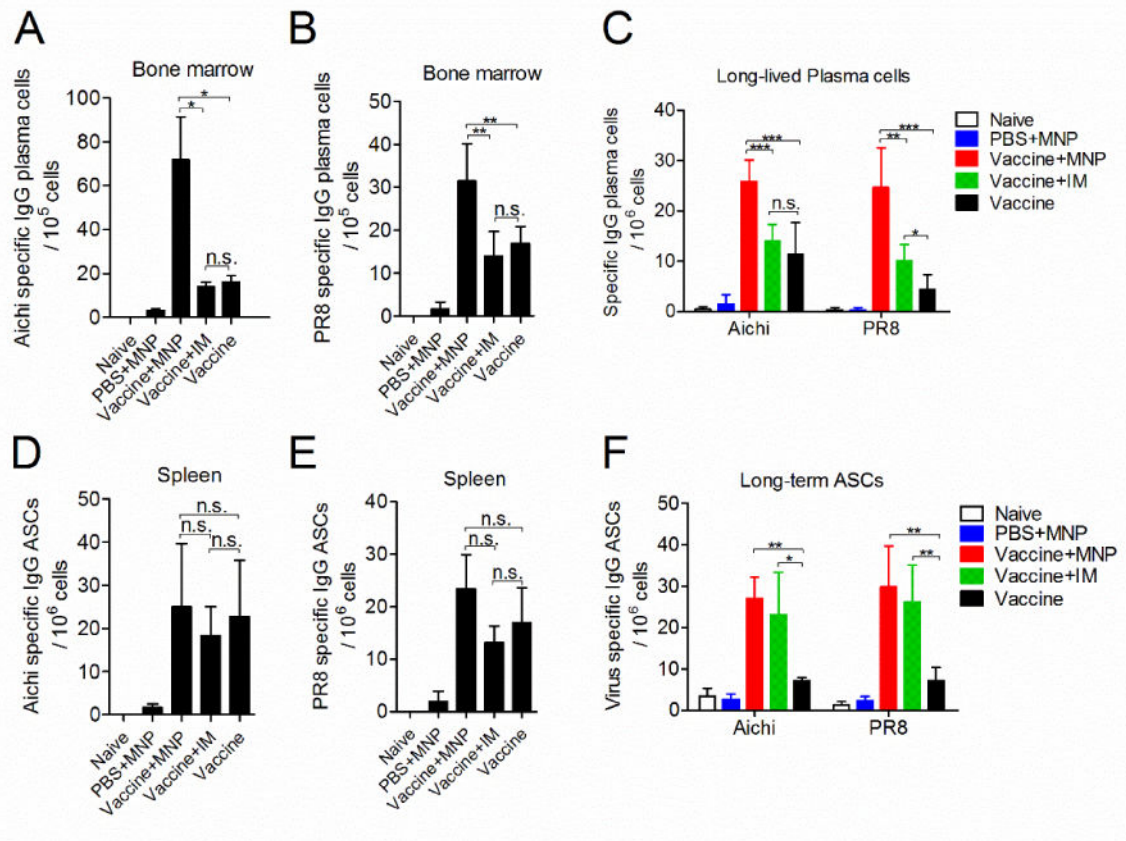 A
Bone marrow
Aichi specific IgG plasma cells
/ 10^5 cells
100
80
60
40
20
0
*
*
n.s.
Naive
PBS+MNP
Vaccine+MNP
Vaccine+IM
Vaccine
B
Bone marrow
PR8 specific IgG plasma cells
/ 10^5 cells
50
40
30
20
10
0
**
**
n.s.
Naive
PBS+MNP
Vaccine+MNP
Vaccine+IM
Vaccine
C
Long-lived Plasma cells
Specific IgG plasma cells
/ 10^6 cells
40
30
20
10
0
***
***
n.s.
***
**
*
Aichi
PR8
Naive
PBS+MNP
Vaccine+MNP
Vaccine+IM
Vaccine
D
Spleen
Aichi specific IgG ASCs
/ 10^6 cells
50
40
30
20
10
0
n.s.
n.s.
n.s.
Naive
PBS+MNP
Vaccine+MNP
Vaccine+IM
Vaccine
E
Spleen
PR8 specific IgG ASCs
/ 10^6 cells
40
30
20
10
0
n.s.
n.s.
n.s.
Naive
PBS+MNP
Vaccine+MNP
Vaccine+IM
Vaccine
F
Long-term ASCs
Virus specific IgG ASCs
/ 10^6 cells
50
40
30
20
10
0
**
*
**
**
Aichi
PR8
Naive
PBS+MNP
Vaccine+MNP
Vaccine+IM
Vaccine